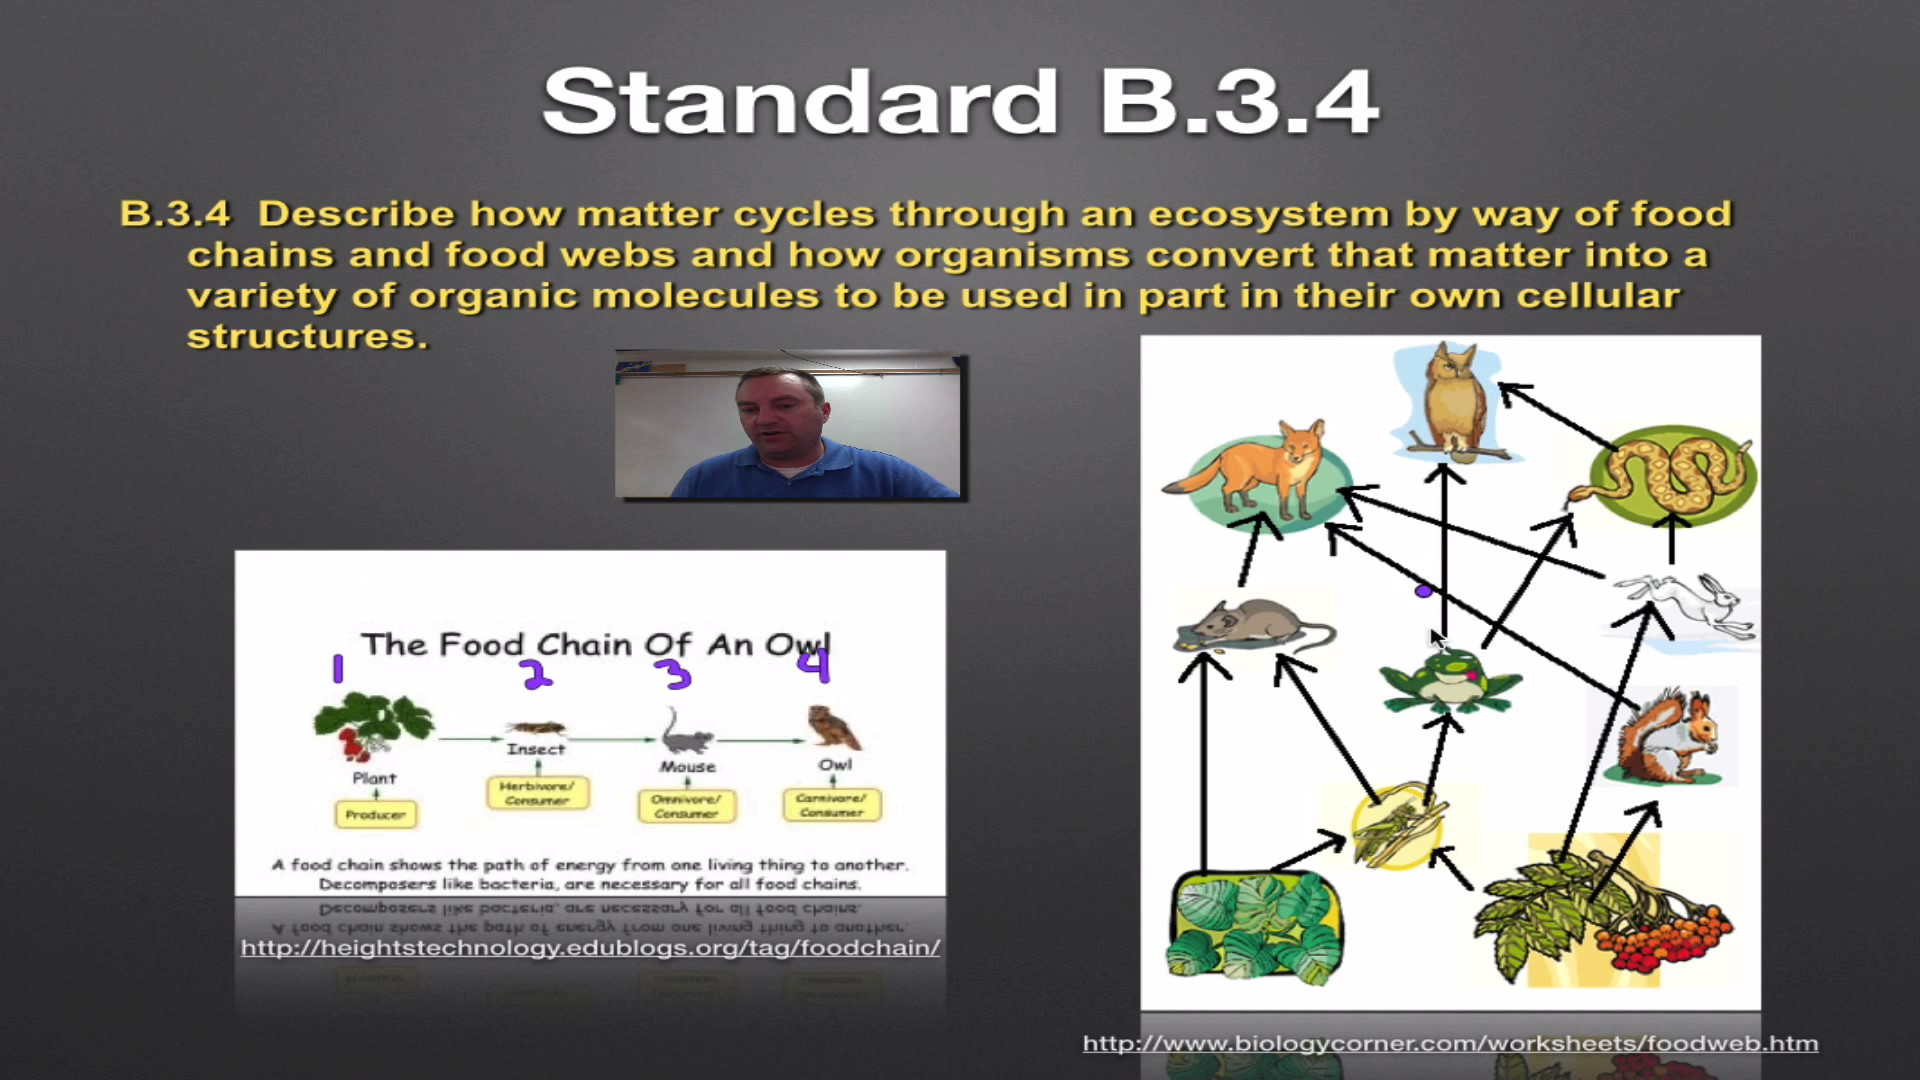 Standard B.3.4
B.3.4 Describe how matter cycles through an ecosystem by way of food
chains and food webs and how organisms convert that matter into a
variety of organic molecules to be used in part in their own cellular
structures.
The Food Chain Of An Owl
1 2 3 4
Plant
Insect
Mouse
Owl
Producer
Herbivore/
Consumer
Omnivore/
Consumer
Carnivore/
Consumer
A food chain shows the path of energy from one living thing to another.
Decomposers like bacteria, are necessary for all food chains.
http://heightstechnology.edublogs.org/tag/foodchain/
http://www.biologycorner.com/worksheets/foodweb.htm